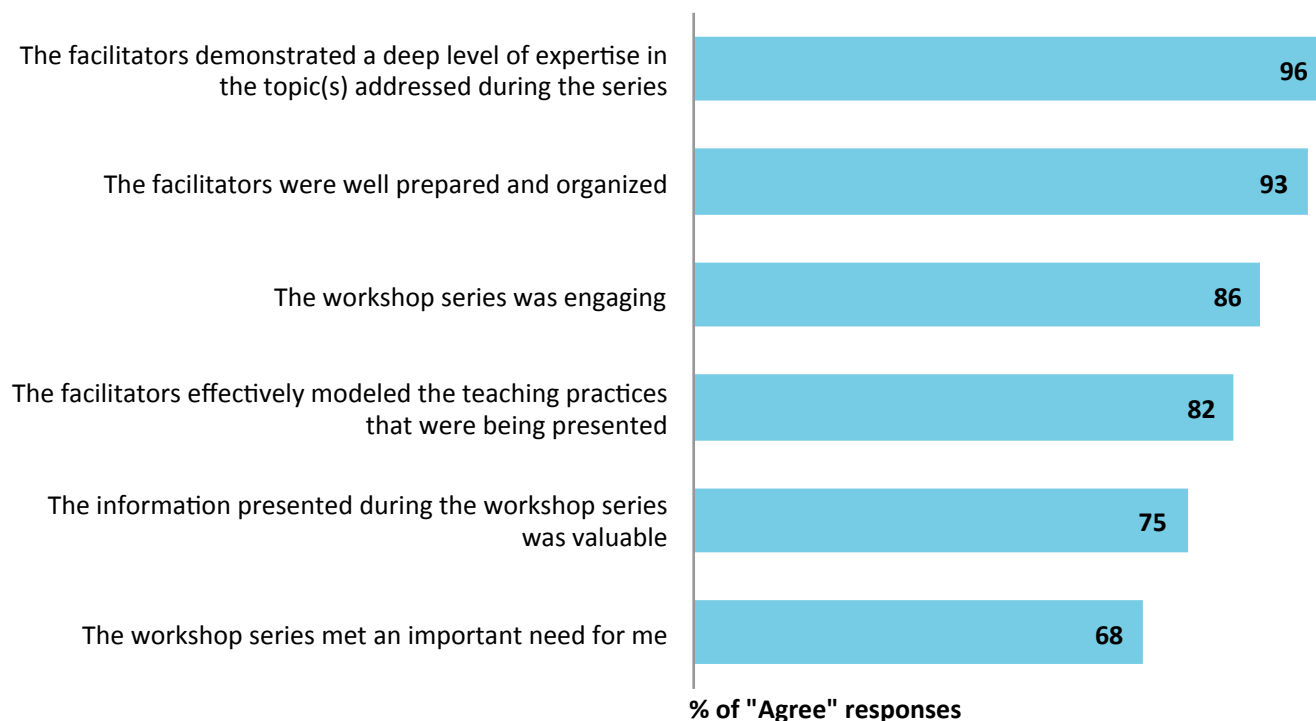 The facilitators demonstrated a deep level of expertise in
the topic(s) addressed during the series
96
The facilitators were well prepared and organized
93
The workshop series was engaging
86
The facilitators effectively modeled the teaching practices
that were being presented
82
The information presented during the workshop series
was valuable
75
The workshop series met an important need for me
68
% of "Agree" responses